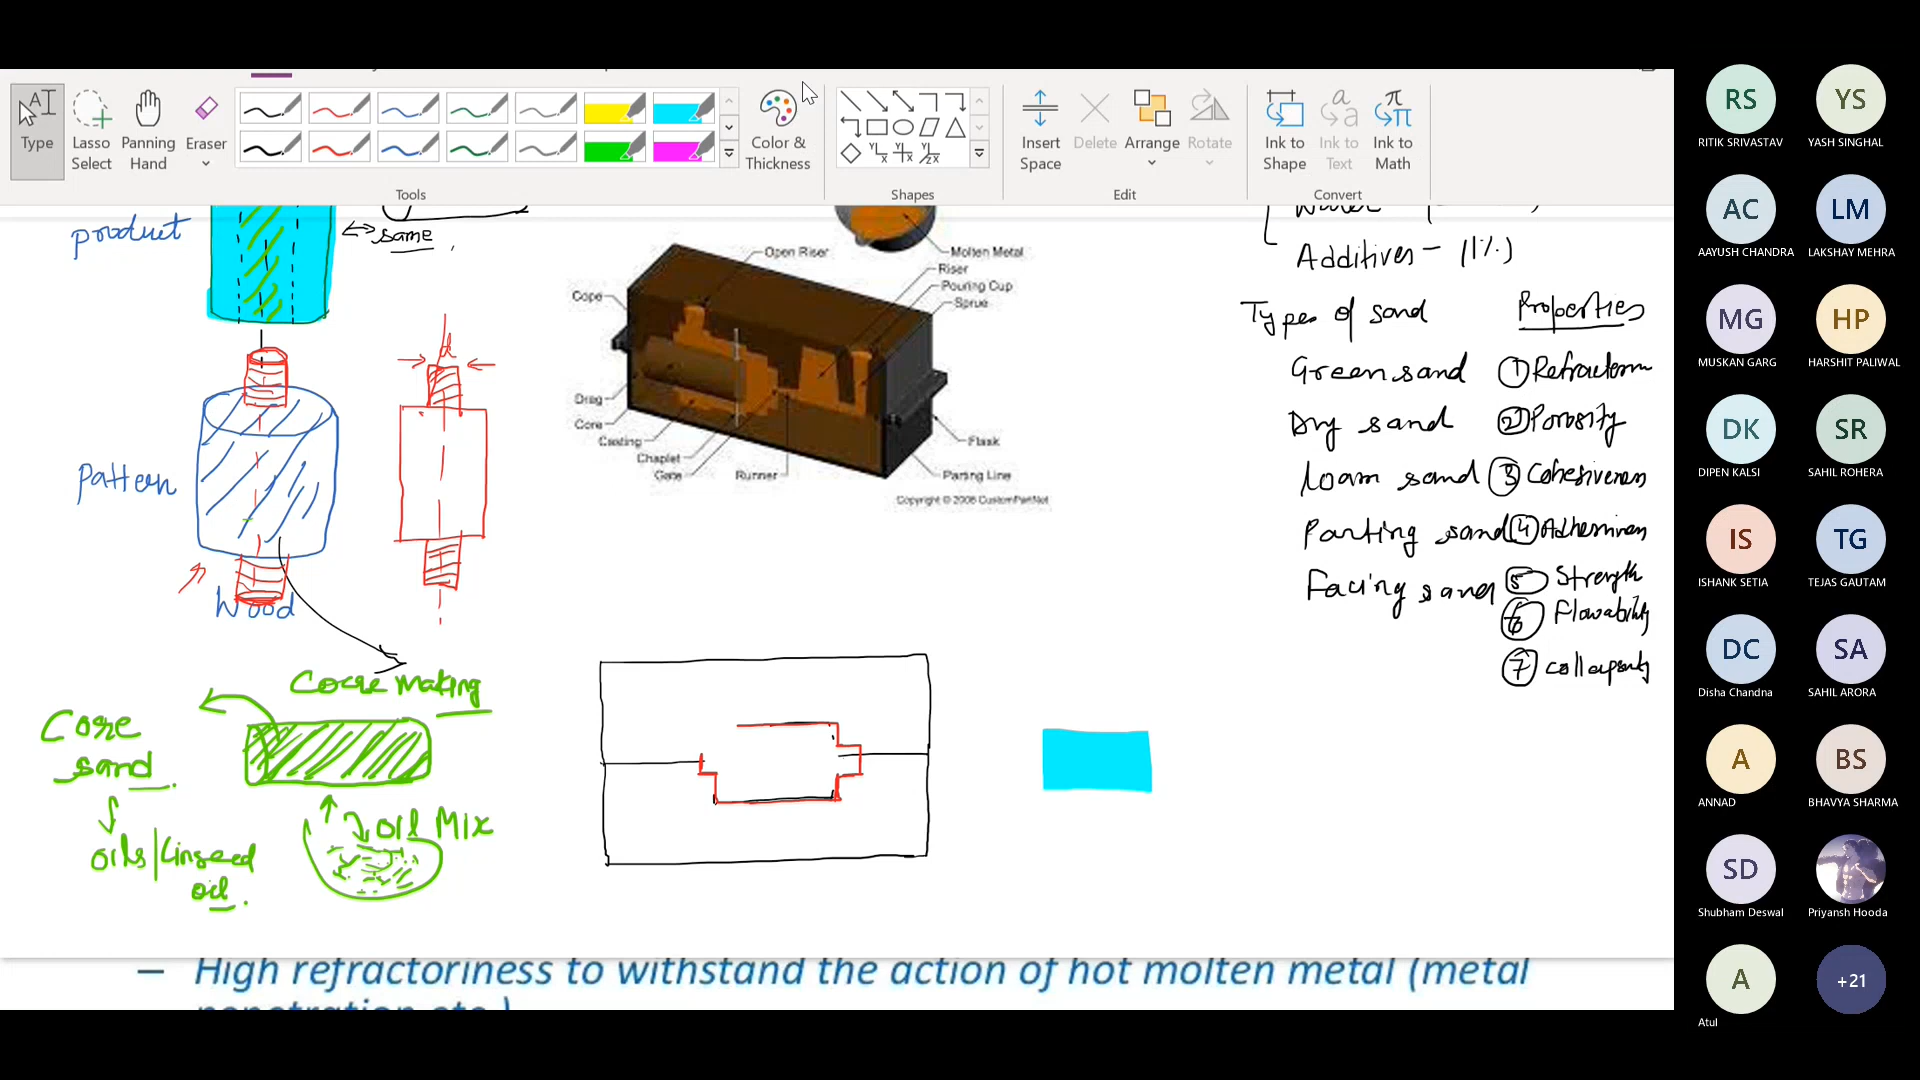 Type
Lasso Select
Panning Hand
Eraser
Color & Thickness
Insert Space
Delete
Arrange
Rotate
Ink to Shape
Ink to Text
Ink to Math
Tools
Shapes
Edit
Convert
product
same
Pattern
Wood
Core making
Core
sand
oils/Linseed
oil
oil Mix
Open Riser
Molten Metal
Riser
Pouring Cup
Sprue
Cope
Drag
Core
Casting
Chaplet
Gate
Runner
Flask
Parting Line
Copyright © 2008 CustomPartNet
Additives - (1%)
Types of sand
Green sand
Dry sand
Loam sand
Parting sand
Facing sand
Properties
① 
② Porosity
③ Cohesiveness
④
⑤ Strength
⑥ Flowability
⑦
– High refractoriness to withstand the action of hot molten metal (metal
penetration etc.)
RS
RITIK SRIVASTAV
YS
YASH SINGHAL
AC
AAYUSH CHANDRA
LM
LAKSHAY MEHRA
MG
MUSKAN GARG
HP
HARSHIT PALIWAL
DK
DIPEN KALSI
SR
SAHIL ROHERA
IS
ISHANK SETIA
TG
TEJAS GAUTAM
DC
Disha Chandna
SA
SAHIL ARORA
A
ANNAD
BS
BHAVYA SHARMA
SD
Shubham Deswal
Priyansh Hooda
A
Atul
+21